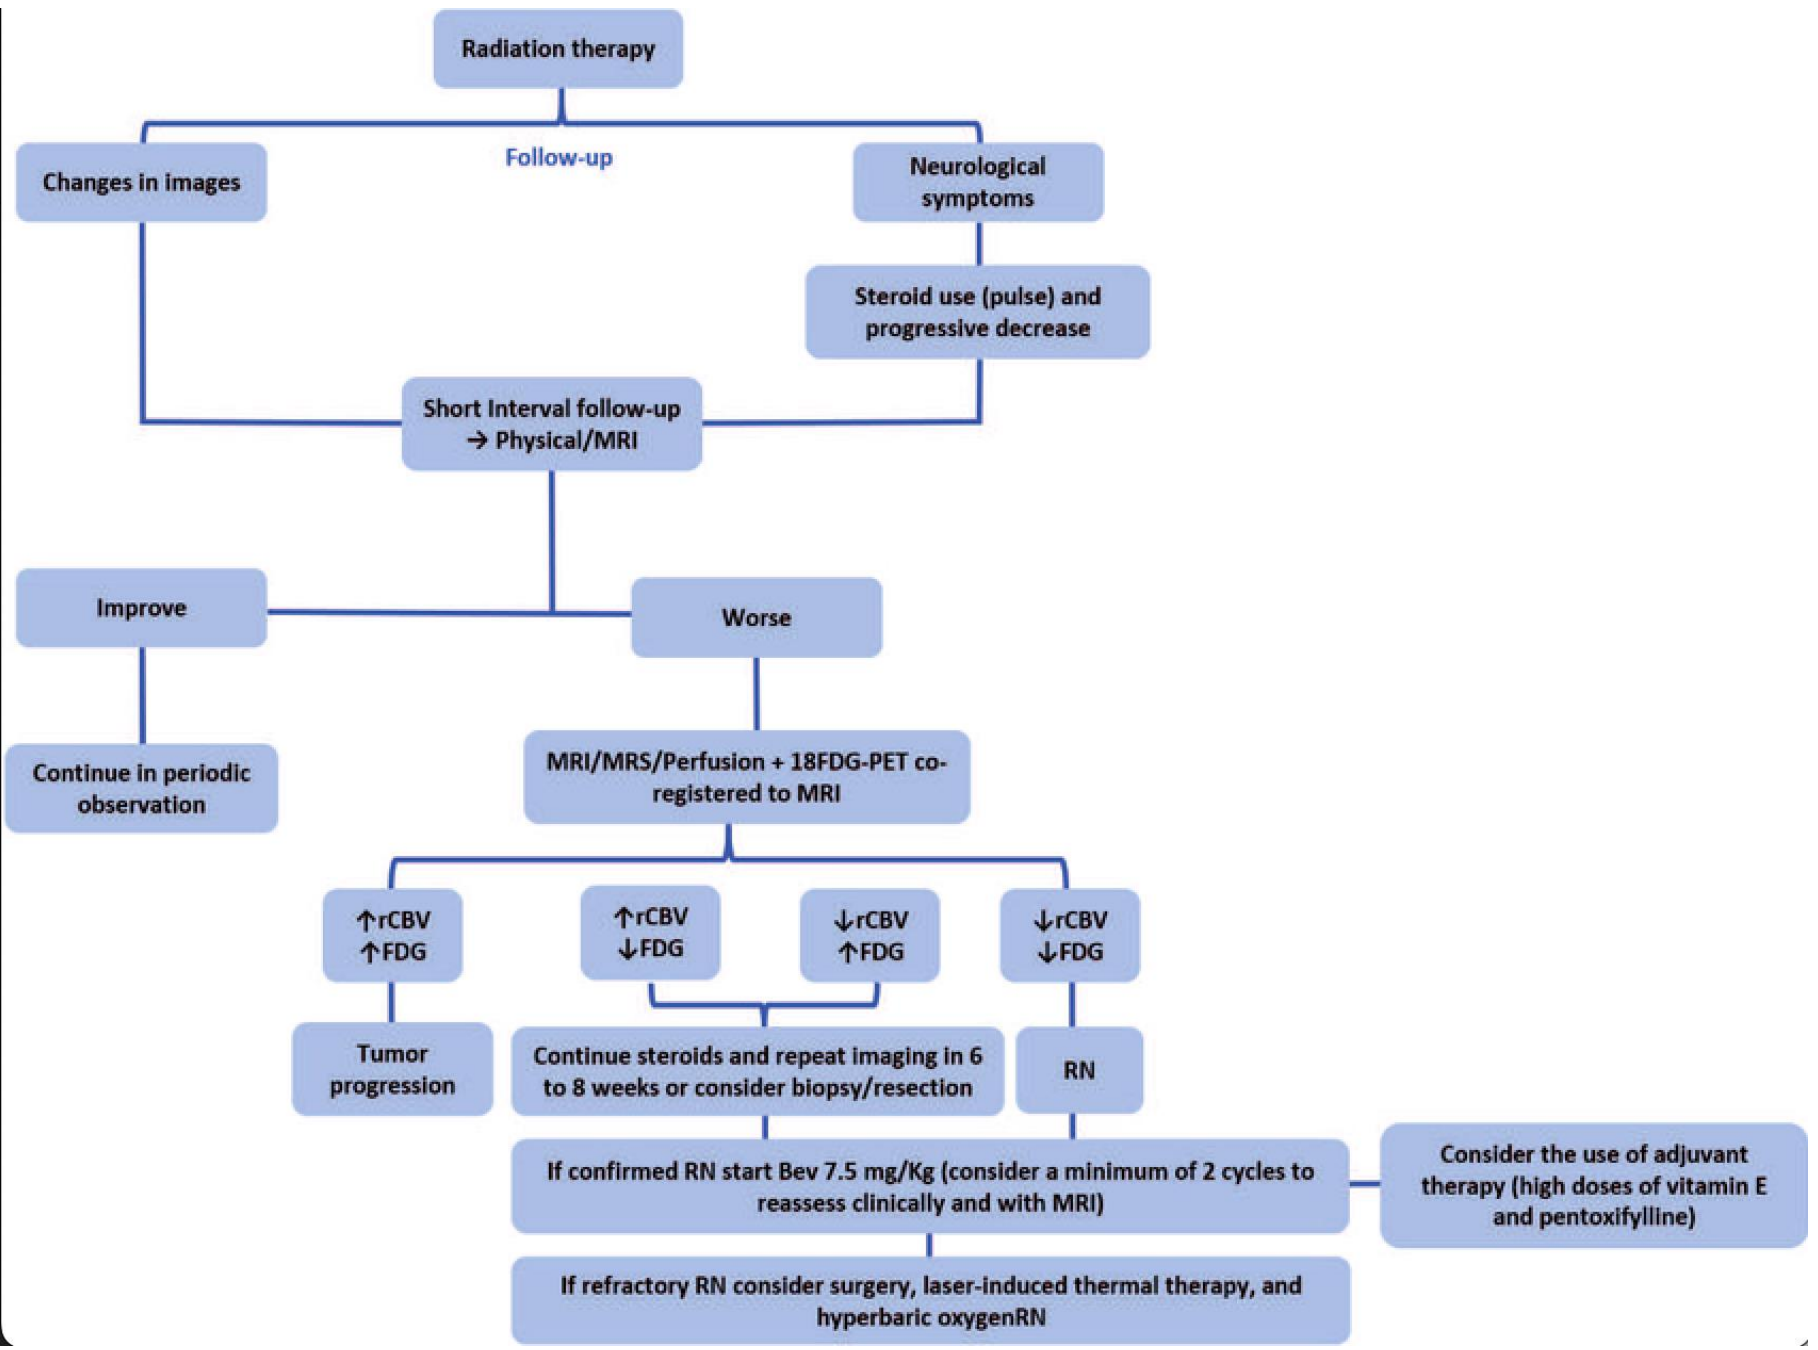 Radiation therapy
Follow-up
Changes in images
Neurological
symptoms
Steroid use (pulse) and
progressive decrease
Short Interval follow-up
→ Physical/MRI
Improve
Worse
Continue in periodic
observation
MRI/MRS/Perfusion + 18FDG-PET co-
registered to MRI
↑rCBV
↑FDG
↑rCBV
↓FDG
↓rCBV
↑FDG
↓rCBV
↓FDG
Tumor
progression
Continue steroids and repeat imaging in 6
to 8 weeks or consider biopsy/resection
RN
If confirmed RN start Bev 7.5 mg/Kg (consider a minimum of 2 cycles to
reassess clinically and with MRI)
Consider the use of adjuvant
therapy (high doses of vitamin E
and pentoxifylline)
If refractory RN consider surgery, laser-induced thermal therapy, and
hyperbaric oxygenRN